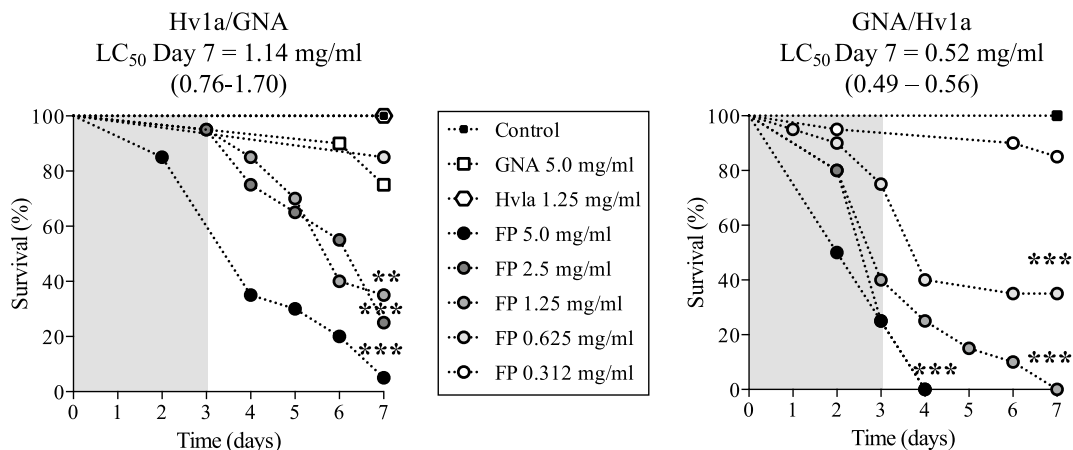 Hv1a/GNA
LC50 Day 7 = 1.14 mg/ml
(0.76-1.70)
100
80
60
40
20
0
Survival (%)
**
***
***
0 1 2 3 4 5 6 7
Time (days)
Control
GNA 5.0 mg/ml
Hvla 1.25 mg/ml
FP 5.0 mg/ml
FP 2.5 mg/ml
FP 1.25 mg/ml
FP 0.625 mg/ml
FP 0.312 mg/ml
GNA/Hv1a
LC50 Day 7 = 0.52 mg/ml
(0.49 – 0.56)
100
80
60
40
20
0
Survival (%)
***
***
***
0 1 2 3 4 5 6 7
Time (days)